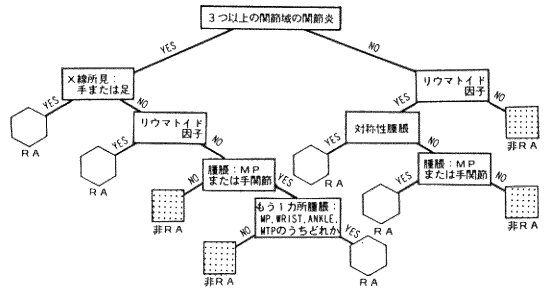 3つ以上の関節域の関節炎
YES
NO
X線所見：
手または足
リウマトイド
因子
YES
NO
YES
NO
RA
リウマトイド
因子
対称性腫脹
非RA
YES
NO
YES
NO
RA
腫脹：MP
または手関節
RA
腫脹：MP
または手関節
NO
YES
YES
NO
非RA
もう1カ所腫脹：
MP,WRIST,ANKLE,
MTPのうちどれか
RA
非RA
NO
YES
非RA
RA